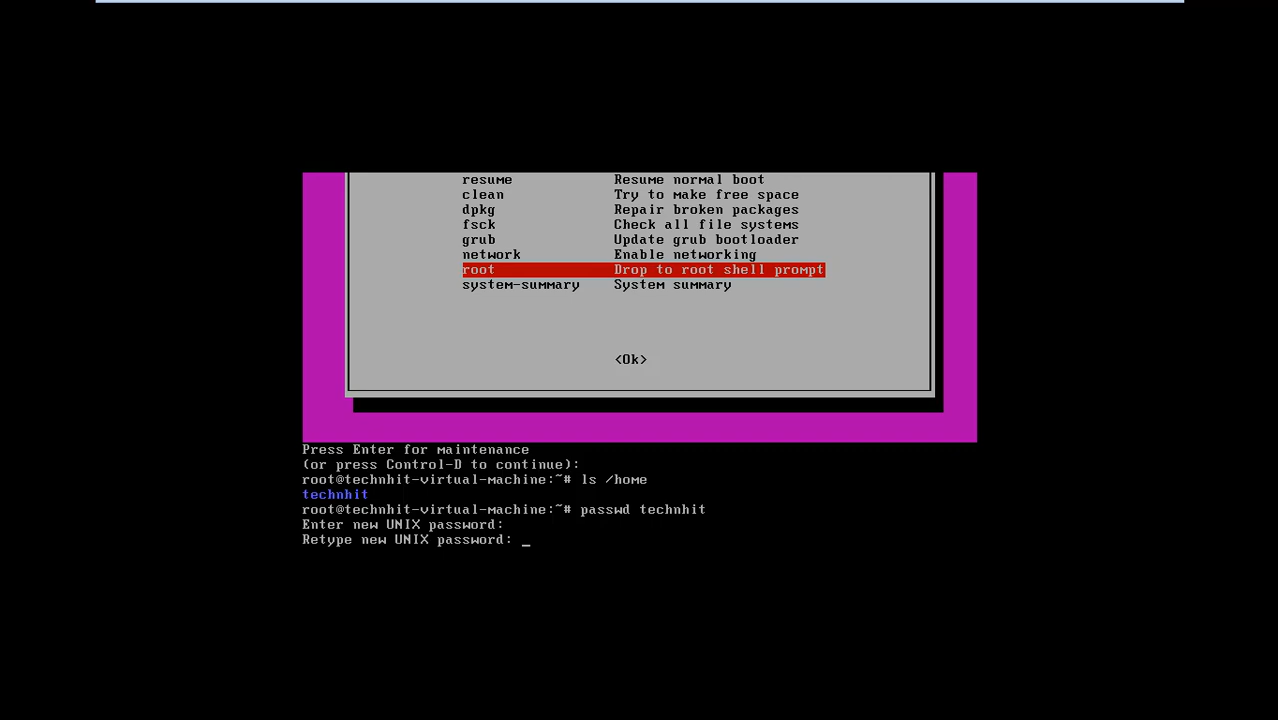 resume Resume normal boot
clean Try to make free space
dpkg Repair broken packages
fsck Check all file systems
grub Update grub bootloader
network Enable networking
root Drop to root shell prompt
system-summary System summary
<Ok>
Press Enter for maintenance
(or press Control-D to continue):
root@technhit-virtual-machine:~# ls /home
technhit
root@technhit-virtual-machine:~# passwd technhit
Enter new UNIX password:
Retype new UNIX password: _